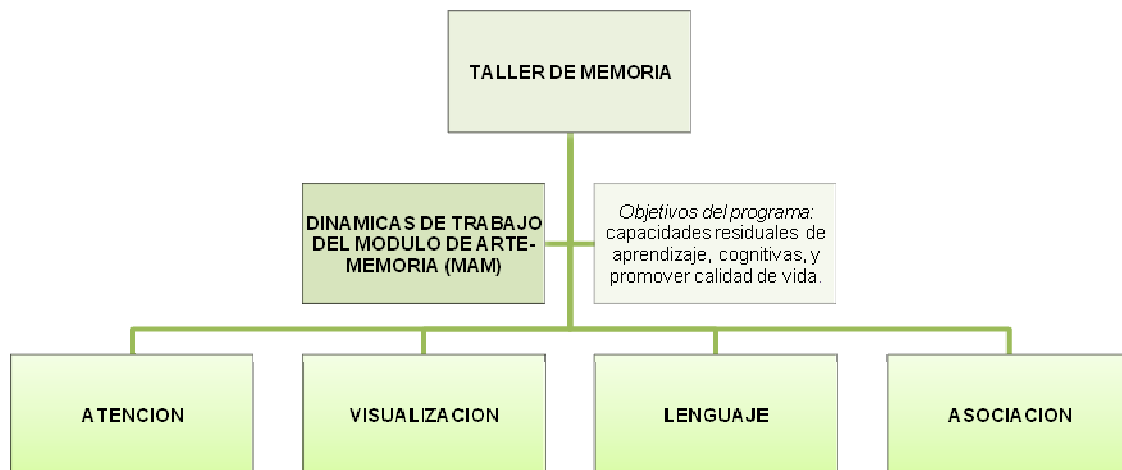 TALLER DE MEMORIA
DINAMICAS DE TRABAJO
DEL MODULO DE ARTE-
MEMORIA (MAM)
Objetivos del programa:
capacidades residuales de
aprendizaje, cognitivas, y
promover calidad de vida.
ATENCION
VISUALIZACION
LENGUAJE
ASOCIACION